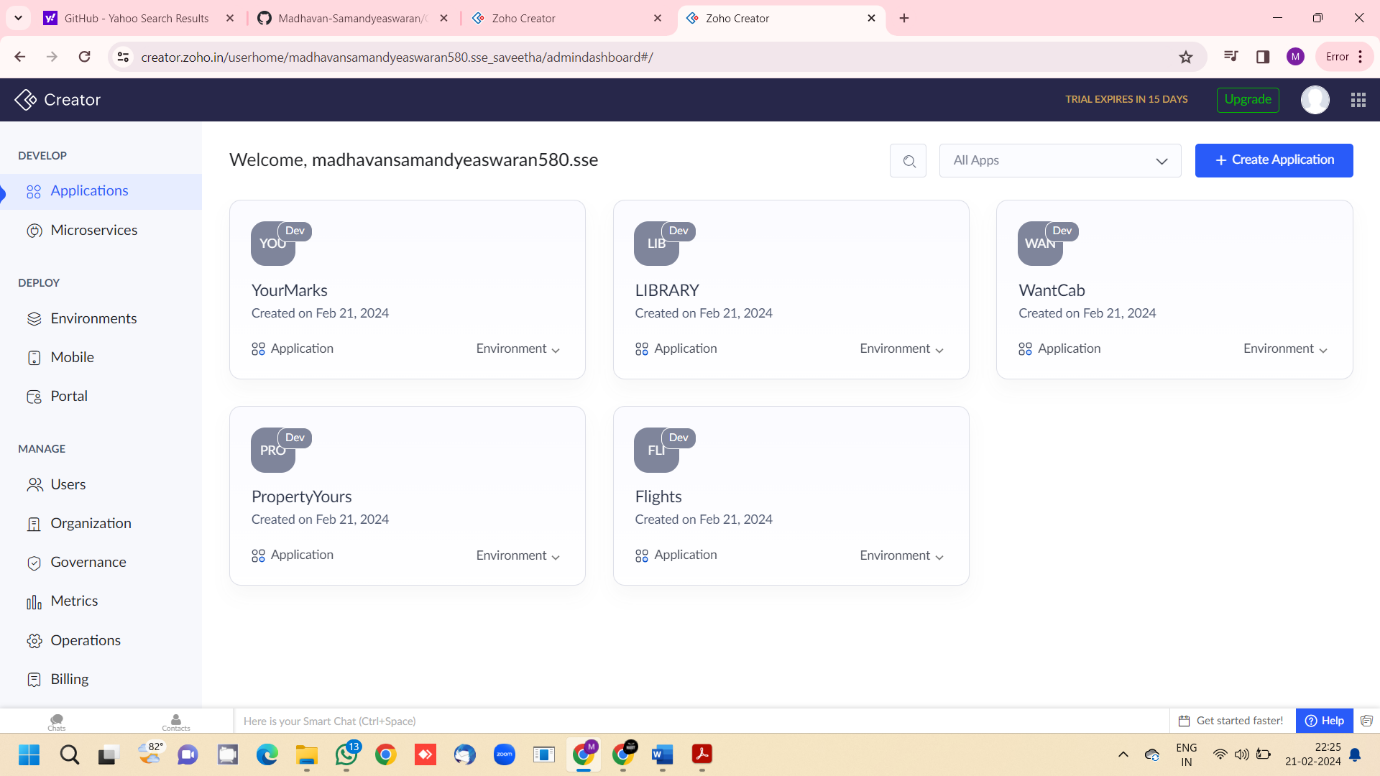 GitHub - Yahoo Search Results
Madhavan-Samandyeaswaran/
Zoho Creator
Zoho Creator
creator.zoho.in/userhome/madhavansamandyeaswaran580.sse_saveetha/admindashboard#/
M
Error
Creator
TRIAL EXPIRES IN 15 DAYS
Upgrade
DEVELOP
Applications
Microservices
DEPLOY
Environments
Mobile
Portal
MANAGE
Users
Organization
Governance
Metrics
Operations
Billing
Welcome, madhavansamandyeaswaran580.sse
All Apps
+ Create Application
YOU Dev
YourMarks
Created on Feb 21, 2024
Application Environment
LIB Dev
LIBRARY
Created on Feb 21, 2024
Application Environment
WAN Dev
WantCab
Created on Feb 21, 2024
Application Environment
PRO Dev
PropertyYours
Created on Feb 21, 2024
Application Environment
FLI Dev
Flights
Created on Feb 21, 2024
Application Environment
Chats
Contacts
Here is your Smart Chat (Ctrl+Space)
Get started faster!
Help
82°
13
zoom
M
ENG
IN
22:25
21-02-2024